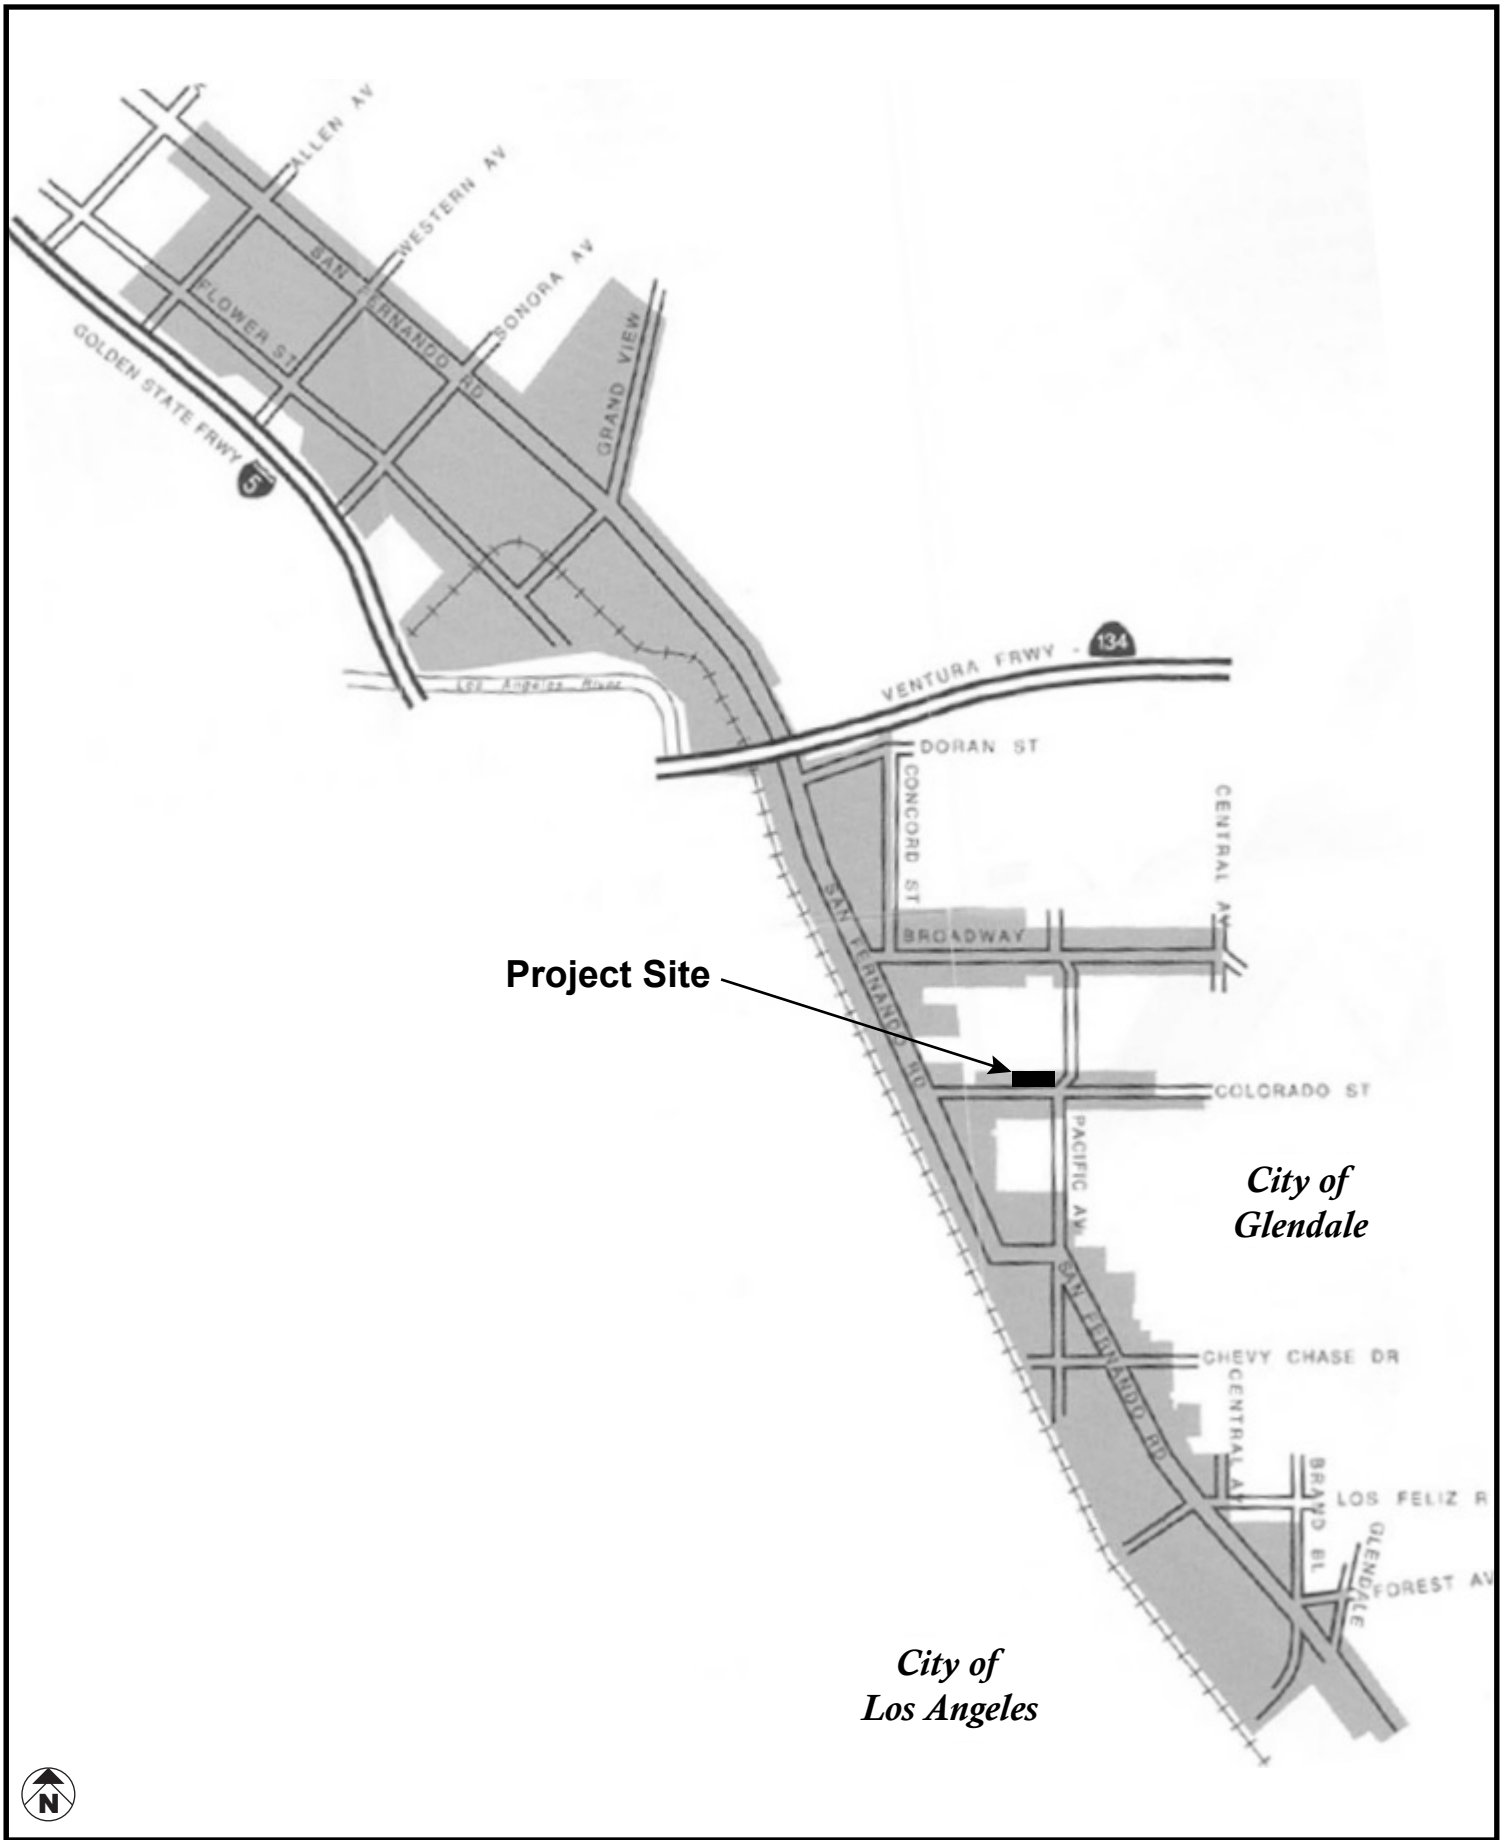 ALLEN AV
WESTERN AV
SONORA AV
SAN FERNANDO RD
FLOWER ST
GOLDEN STATE FRWY
5
GRAND VIEW
Los Angeles River
VENTURA FRWY -
134
DORAN ST
CONCORD ST
CENTRAL AV
SAN FERNANDO RD
BROADWAY
Project Site
COLORADO ST
PACIFIC AV
City of
Glendale
SAN FERNANDO RD
CHEVY CHASE DR
CENTRAL AV
BRAND BL
LOS FELIZ R
GLENDALE
FOREST AV
City of
Los Angeles
N